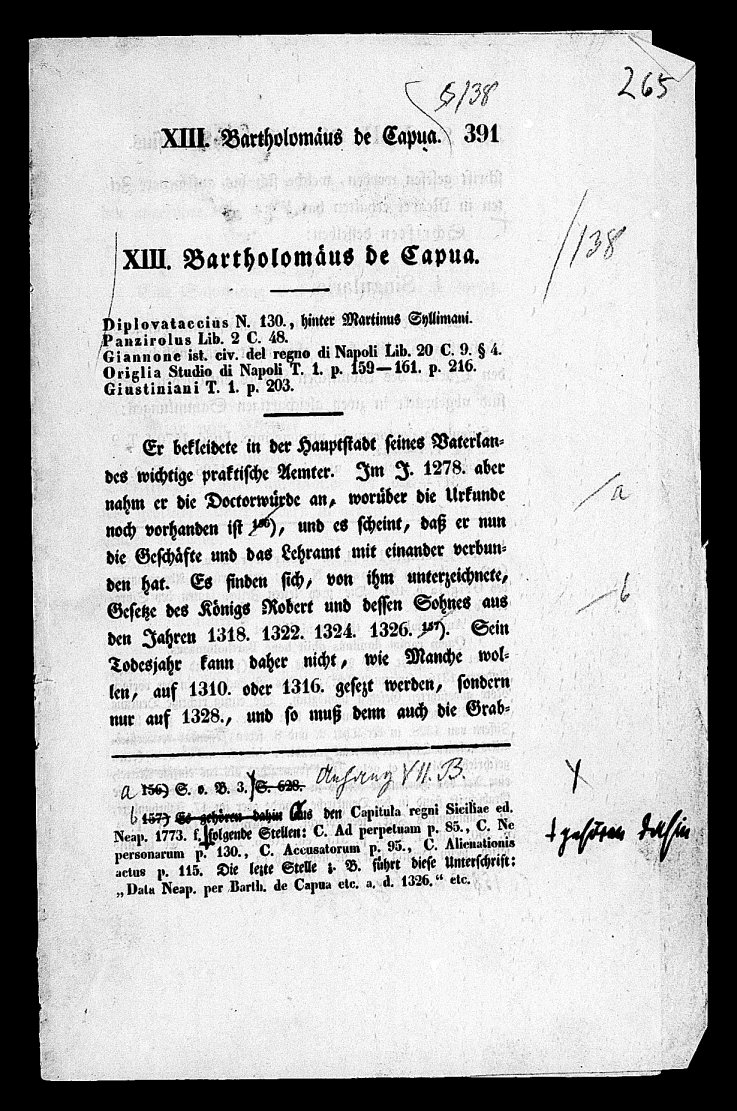 265
138
XIII. Bartholomäus de Capua. 391
XIII. Bartholomäus de Capua.
/138
Diplovataccius N. 130., hinter Martinus Syllimani.
Panzirolus Lib. 2 C. 48.
Giannone ist. civ. del regno di Napoli Lib. 20 C. 9. § 4.
Origlia Studio di Napoli T. 1. p. 159—161. p. 216.
Giustiniani T. 1. p. 203.
Er bekleidete in der Hauptstadt seines Vaterlan-
des wichtige praktische Aemter. Im J. 1278. aber
nahm er die Doctorwürde an, worüber die Urkunde
/a
noch vorhanden ist 156), und es scheint, daß er nun
die Geschäfte und das Lehramt mit einander verbun-
den hat. Es finden sich, von ihm unterzeichnete,
Gesetze des Königs Robert und dessen Sohnes aus
/b
den Jahren 1318. 1322. 1324. 1326. 157). Sein
Todesjahr kann daher nicht, wie Manche wol-
len, auf 1310. oder 1316. gesezt werden, sondern
nur auf 1328., und so muß denn auch die Grab-
a 156) S. o. B. 3. S. 628. Anhang VII. B.
b 157) Es gehören dahin Aus den Capitula regni Siciliae ed.
Neap. 1773. f. folgende Stellen: C. Ad perpetuam p. 85., C. Ne
gehören dahin
personarum p. 130., C. Accusatorum p. 95., C. Alienationis
actus p. 115. Die lezte Stelle z. B. führt diese Unterschrift:
„Data Neap. per Barth. de Capua etc. a. d. 1326.“ etc.